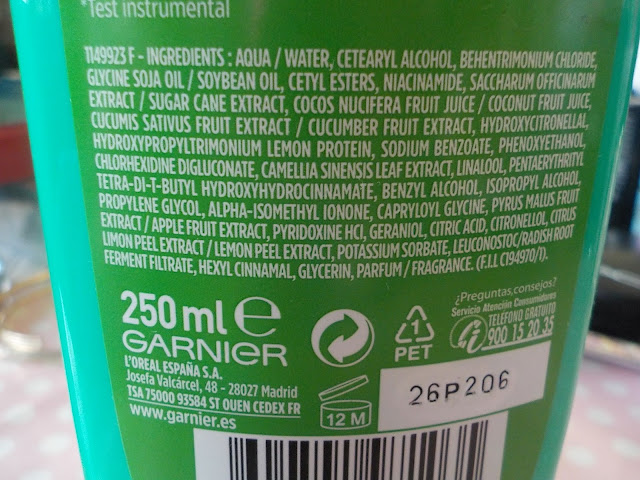 *Test instrumental
1149923 F - INGREDIENTS : AQUA / WATER, CETEARYL ALCOHOL, BEHENTRIMONIUM CHLORIDE,
GLYCINE SOJA OIL / SOYBEAN OIL, CETYL ESTERS, NIACINAMIDE, SACCHARUM OFFICINARUM
EXTRACT / SUGAR CANE EXTRACT, COCOS NUCIFERA FRUIT JUICE / COCONUT FRUIT JUICE,
CUCUMIS SATIVUS FRUIT EXTRACT / CUCUMBER FRUIT EXTRACT, HYDROXYCITRONELLAL,
HYDROXYPROPYLTRIMONIUM LEMON PROTEIN, SODIUM BENZOATE, PHENOXYETHANOL,
CHLORHEXIDINE DIGLUCONATE, CAMELLIA SINENSIS LEAF EXTRACT, LINALOOL, PENTAERYTHRITYL
TETRA-DI-T-BUTYL HYDROXYHYDROCINNAMATE, BENZYL ALCOHOL, ISOPROPYL ALCOHOL,
PROPYLENE GLYCOL, ALPHA-ISOMETHYL IONONE, CAPRYLOYL GLYCINE, PYRUS MALUS FRUIT
EXTRACT / APPLE FRUIT EXTRACT, PYRIDOXINE HCI, GERANIOL, CITRIC ACID, CITRONELLOL, CITRUS
LIMON PEEL EXTRACT / LEMON PEEL EXTRACT, POTASSIUM SORBATE, LEUCONOSTOC/RADISH ROOT
FERMENT FILTRATE, HEXYL CINNAMAL, GLYCERIN, PARFUM / FRAGRANCE. (F.I.L C194970/1).
250 ml e
GARNIER
L'OREAL ESPAÑA S.A.
Josefa Valcárcel, 48 - 28027 Madrid
TSA 75000 93584 ST OUEN CEDEX FR
www.garnier.es
12 M
1
PET
¿Preguntas,consejos?
Servicio Atención Consumidores
TELÉFONO GRATUITO
900 15 20 35
26P206